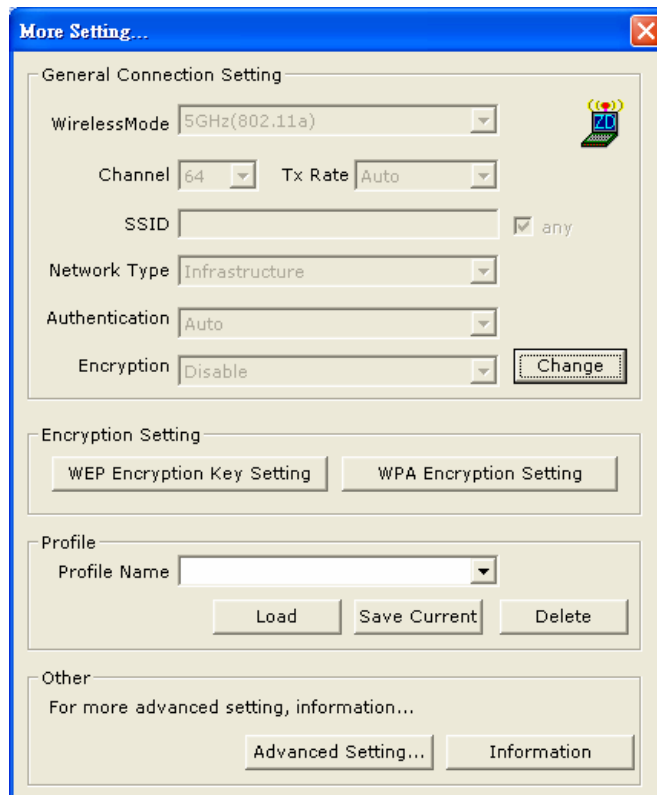 More Setting...
General Connection Setting
WirelessMode 5GHz(802.11a)
ZD
Channel 64 Tx Rate Auto
SSID any
Network Type Infrastructure
Authentication Auto
Encryption Disable Change
Encryption Setting
WEP Encryption Key Setting WPA Encryption Setting
Profile
Profile Name
Load Save Current Delete
Other
For more advanced setting, information...
Advanced Setting... Information